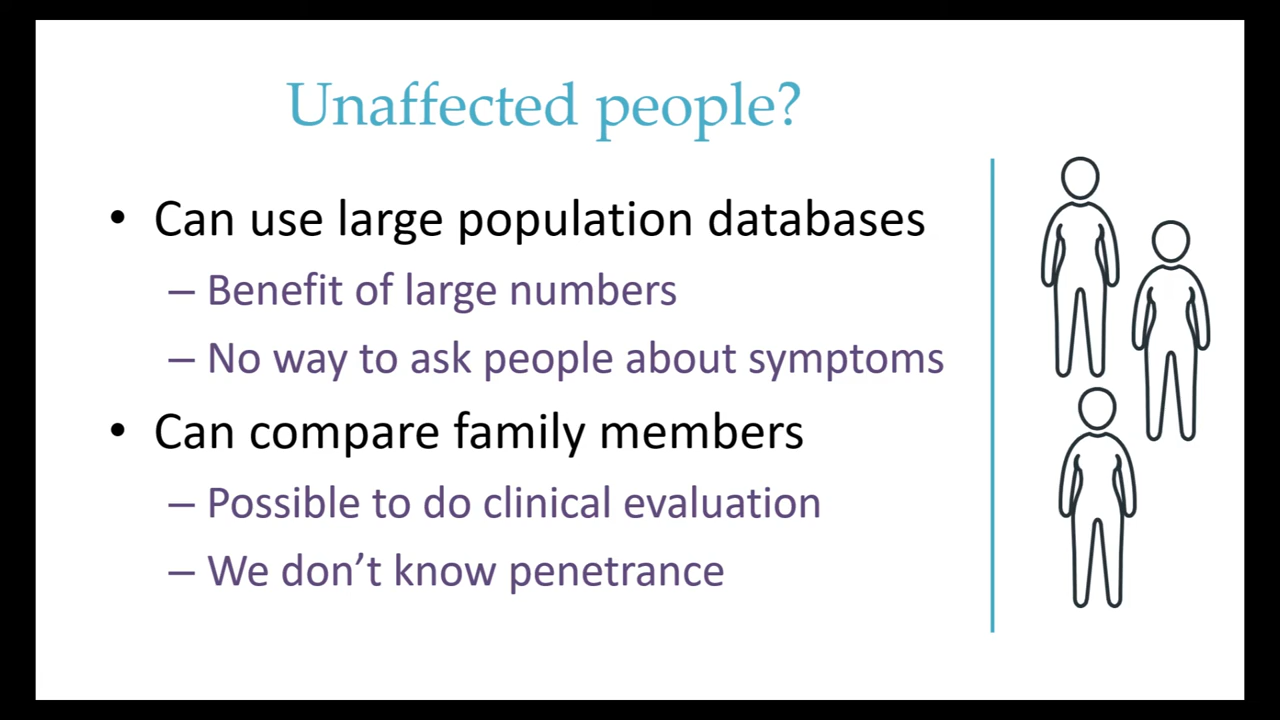 Unaffected people?
• Can use large population databases
– Benefit of large numbers
– No way to ask people about symptoms
• Can compare family members
– Possible to do clinical evaluation
– We don’t know penetrance